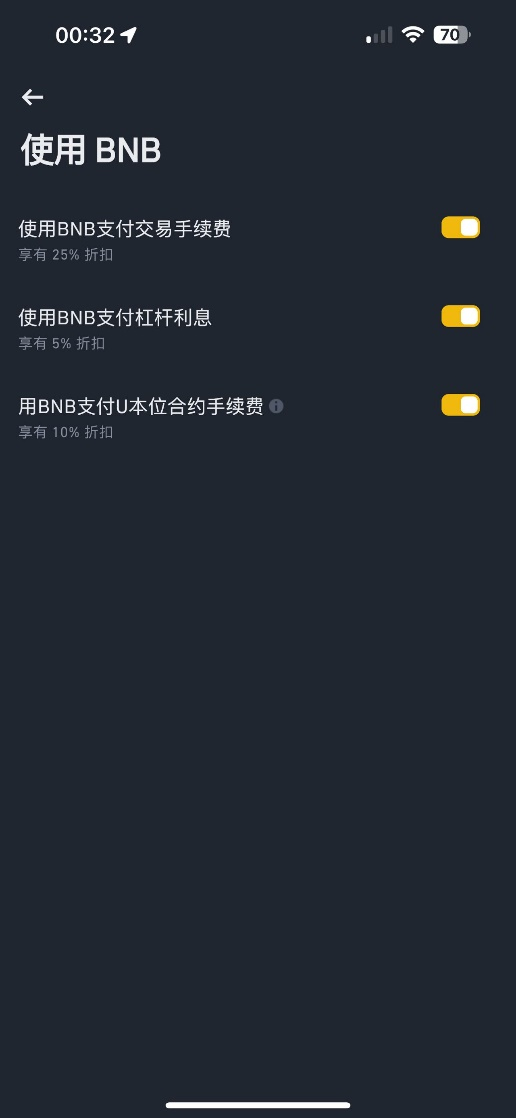 00:32
70
使用 BNB
使用BNB支付交易手续费
享有 25% 折扣
使用BNB支付杠杆利息
享有 5% 折扣
用BNB支付U本位合约手续费
享有 10% 折扣